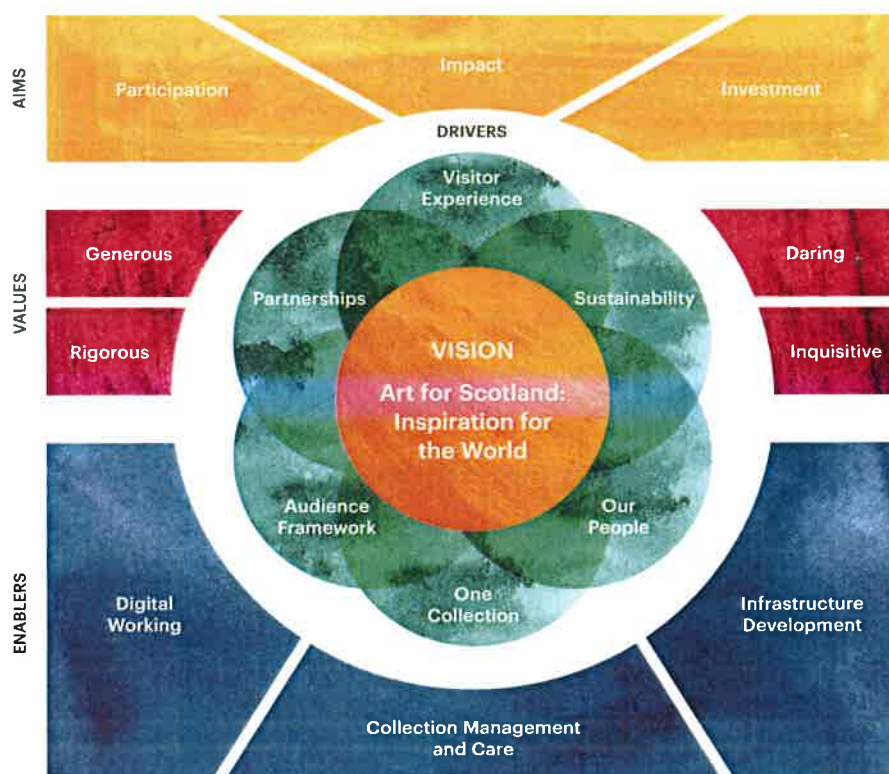 AIMS
Participation
Impact
Investment
DRIVERS
Visitor
Experience
Partnerships
Sustainability
VALUES
Generous
Rigorous
Daring
Inquisitive
VISION
Art for Scotland:
Inspiration for
the World
Audience
Framework
Our
People
One
Collection
ENABLERS
Digital
Working
Collection Management
and Care
Infrastructure
Development